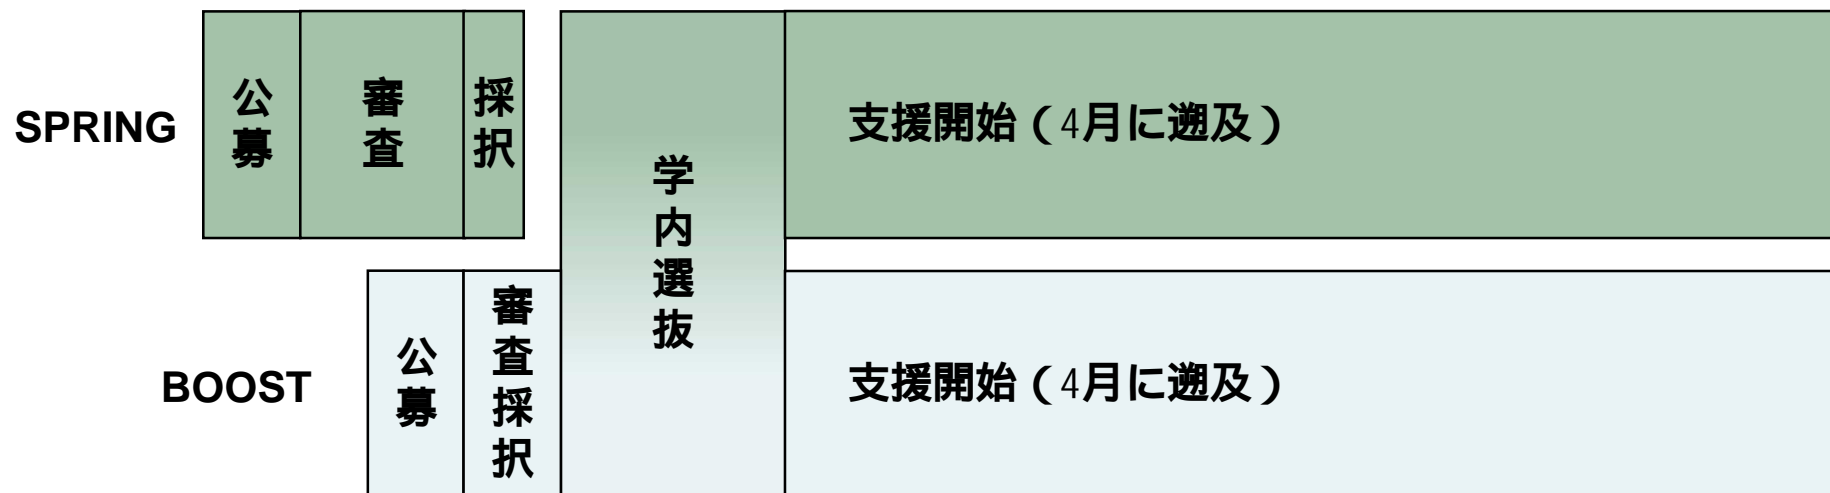 SPRING
公募
審査
採択
学内選抜
支援開始（4月に遡及）
BOOST
公募
審査採択
支援開始（4月に遡及）